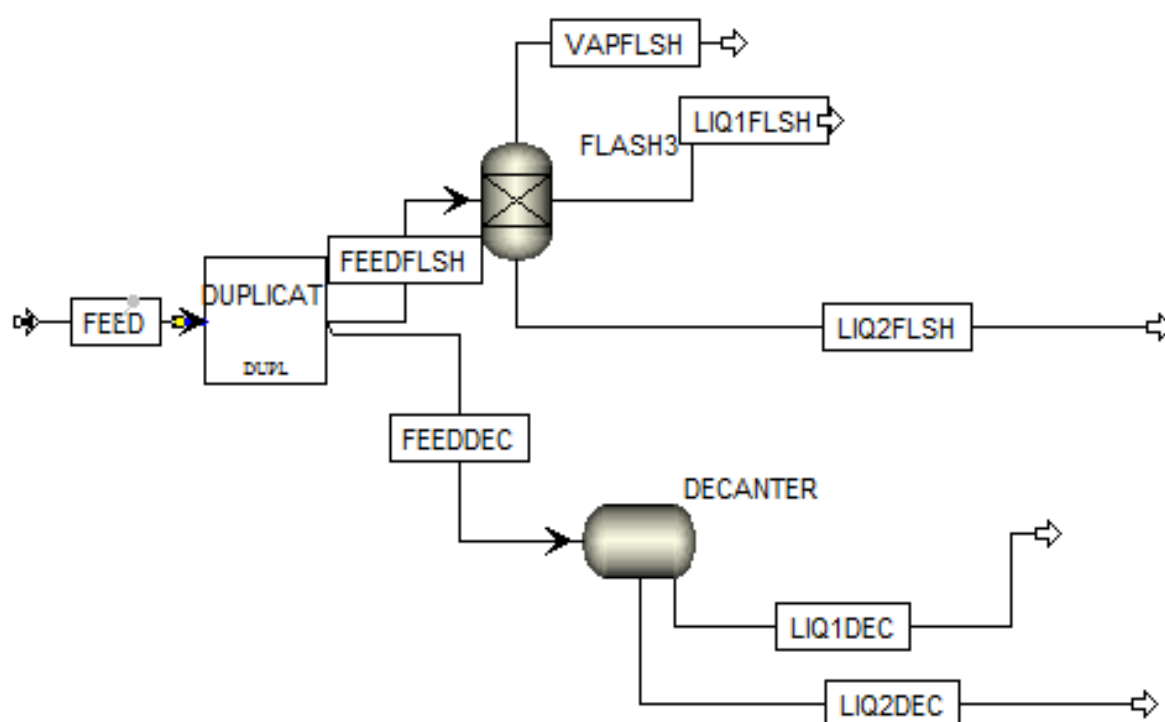 VAPFLSH
LIQ1FLSH
FLASH3
FEEDFLSH
DUPLICAT
FEED
LIQ2FLSH
DUPL
FEEDDEC
DECANTER
LIQ1DEC
LIQ2DEC